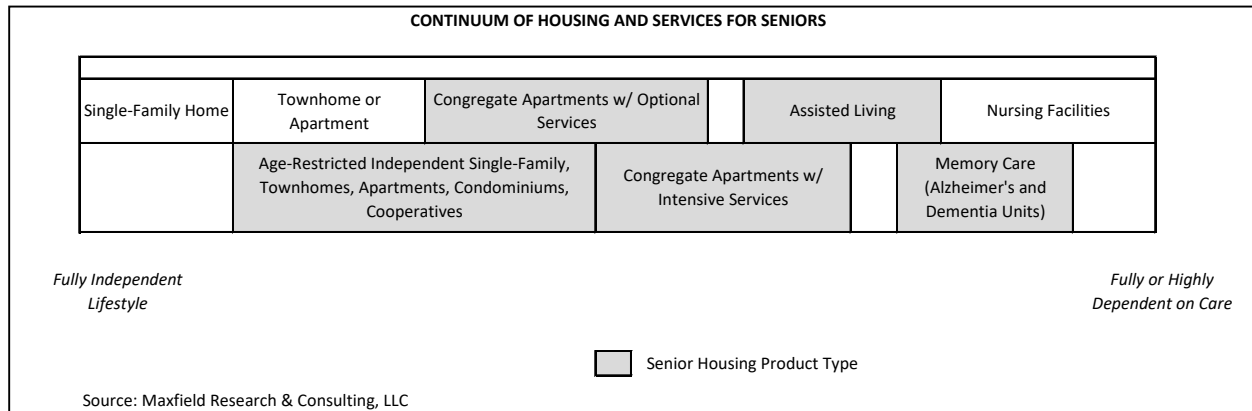 CONTINUUM OF HOUSING AND SERVICES FOR SENIORS
Single-Family Home
Townhome or
Apartment
Congregate Apartments w/ Optional
Services
Assisted Living
Nursing Facilities
Age-Restricted Independent Single-Family,
Townhomes, Apartments, Condominiums,
Cooperatives
Congregate Apartments w/
Intensive Services
Memory Care
(Alzheimer's and
Dementia Units)
Fully Independent
Lifestyle
Fully or Highly
Dependent on Care
Senior Housing Product Type
Source: Maxfield Research & Consulting, LLC